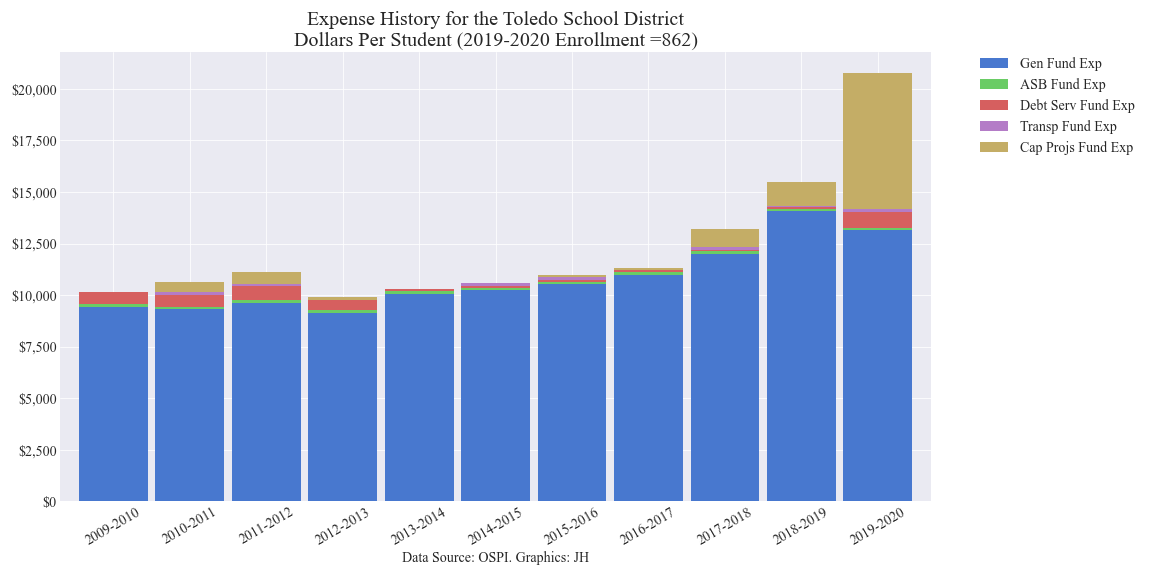 Expense History for the Toledo School District
Dollars Per Student (2019-2020 Enrollment =862)
Gen Fund Exp
ASB Fund Exp
Debt Serv Fund Exp
Transp Fund Exp
Cap Projs Fund Exp
$20,000
$17,500
$15,000
$12,500
$10,000
$7,500
$5,000
$2,500
$0
2009-2010
2010-2011
2011-2012
2012-2013
2013-2014
2014-2015
2015-2016
2016-2017
2017-2018
2018-2019
2019-2020
Data Source: OSPI. Graphics: JH